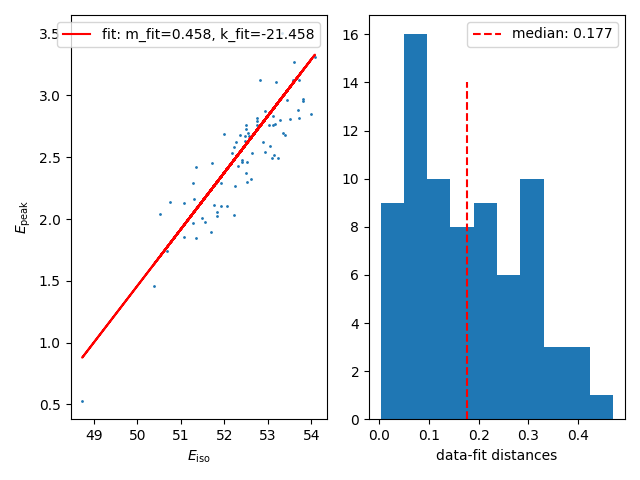 fit: m_fit=0.458, k_fit=-21.458
3.5
3.0
2.5
2.0
1.5
1.0
0.5
E_peak
49 50 51 52 53 54
E_iso
median: 0.177
16
14
12
10
8
6
4
2
0
0.0 0.1 0.2 0.3 0.4
data-fit distances